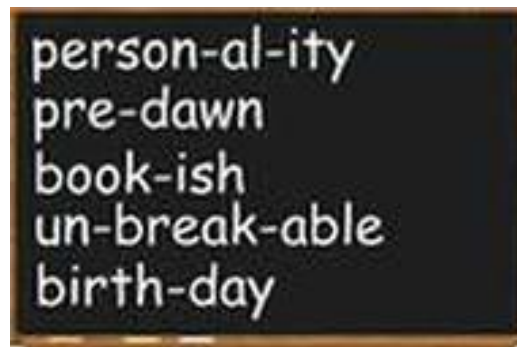 person-al-ity
pre-dawn
book-ish
un-break-able
birth-day